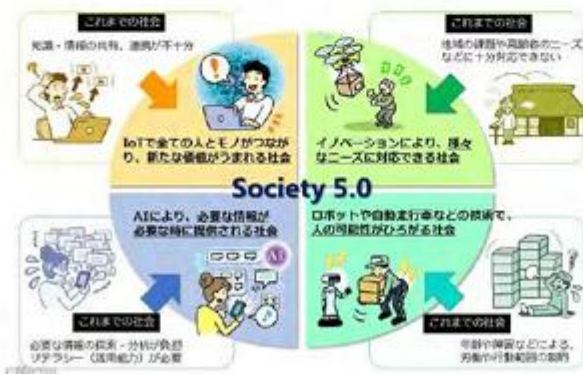 これまでの社会
知識・情報の共有、連携が不十分
IoTで全ての人とモノがつなが
り、新たな価値がうまれる社会
これまでの社会
地域の課題や高齢者のニーズ
などに十分対応できない
イノベーションにより、様々
なニーズに対応できる社会
Society 5.0
AIにより、必要な情報が
必要な時に提供される社会
AI
これまでの社会
必要な情報の探索・分析が負担
リテラシー(活用能力)が必要
ロボットや自動走行車などの技術で、
人の可能性がひろがる社会
これまでの社会
年齢や障害などによる、
労働や行動範囲の制約